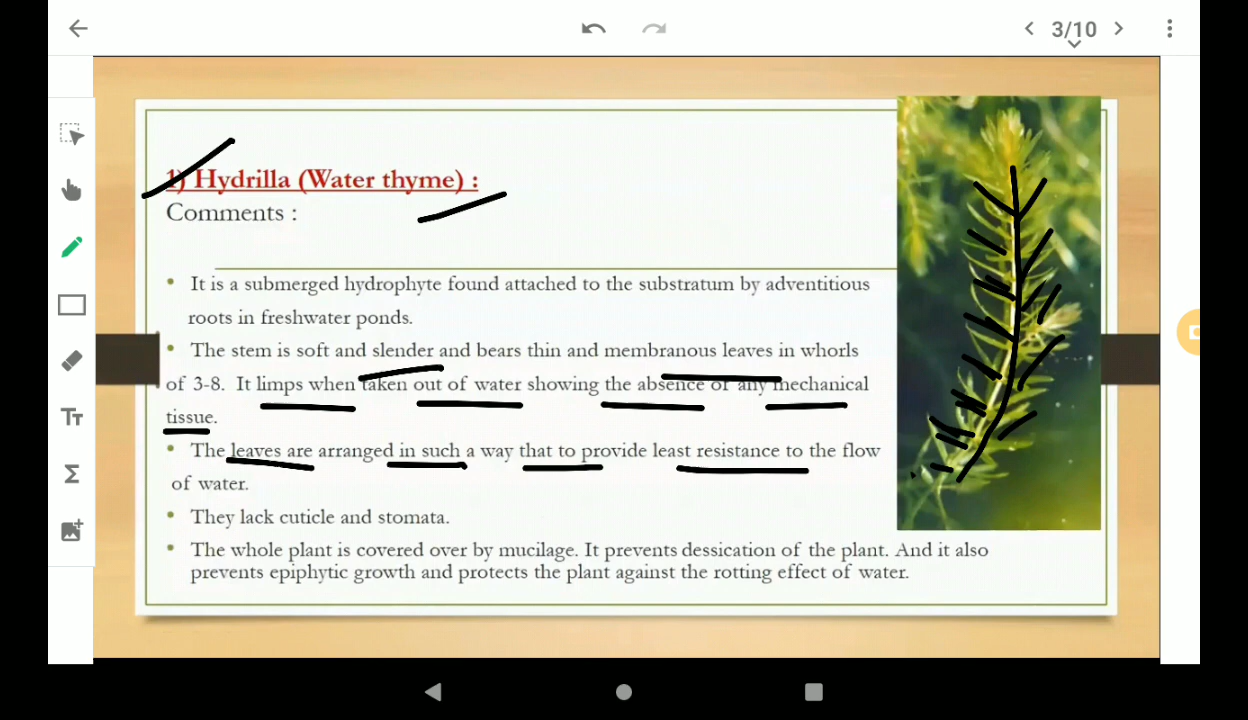 3/10
1) Hydrilla (Water thyme) :
Comments :
• It is a submerged hydrophyte found attached to the substratum by adventitious
roots in freshwater ponds.
• The stem is soft and slender and bears thin and membranous leaves in whorls
of 3-8. It limps when taken out of water showing the absence of any mechanical
tissue.
• The leaves are arranged in such a way that to provide least resistance to the flow
of water.
• They lack cuticle and stomata.
• The whole plant is covered over by mucilage. It prevents dessication of the plant. And it also
prevents epiphytic growth and protects the plant against the rotting effect of water.
TT
Σ